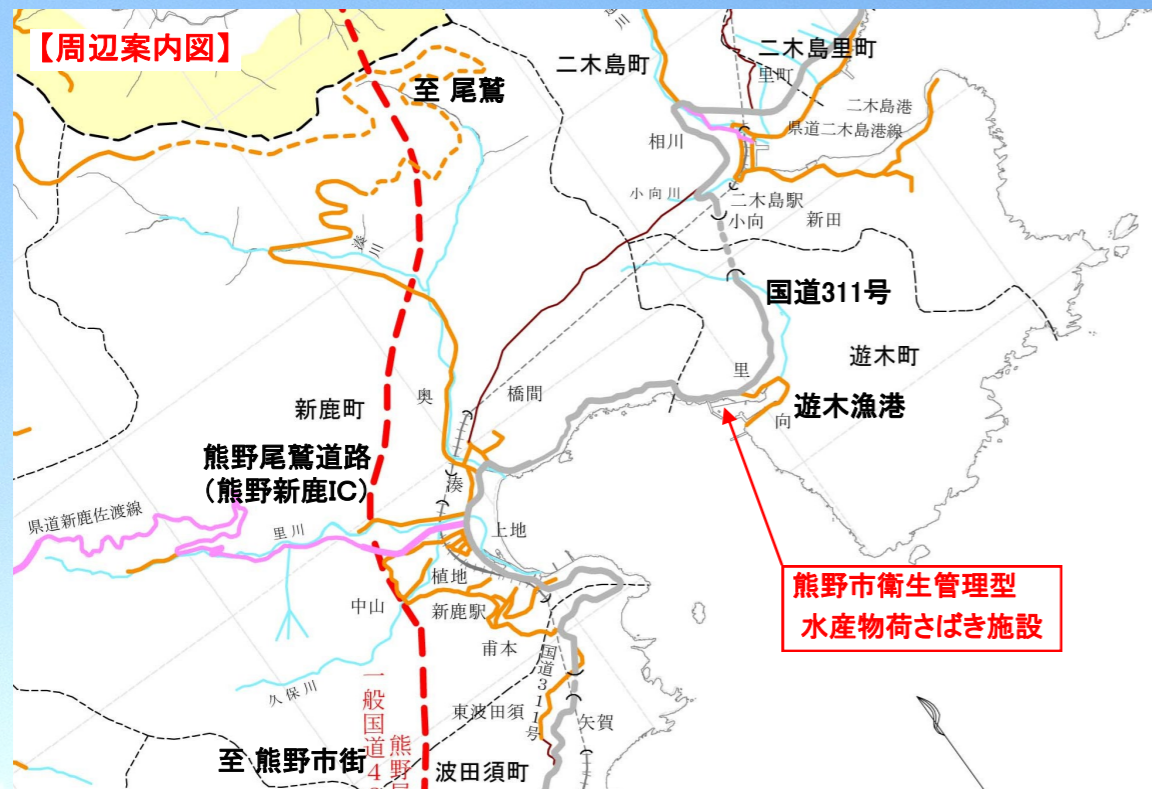 【周辺案内図】
至 尾鷲
二木島町
二木島里町
里町
二木島港
県道二木島港線
相川
小向川
二木島駅
小向
新田
湊川
国道311号
遊木町
里
遊木漁港
向
橋間
奥
新鹿町
熊野尾鷲道路
(熊野新鹿IC)
湊
県道新鹿佐渡線
里川
上地
植地
中山
新鹿駅
甫本
熊野市衛生管理型
水産物荷さばき施設
久保川
一般国道4
熊野
国道311号
東波田須
矢賀
至 熊野市街
波田須町